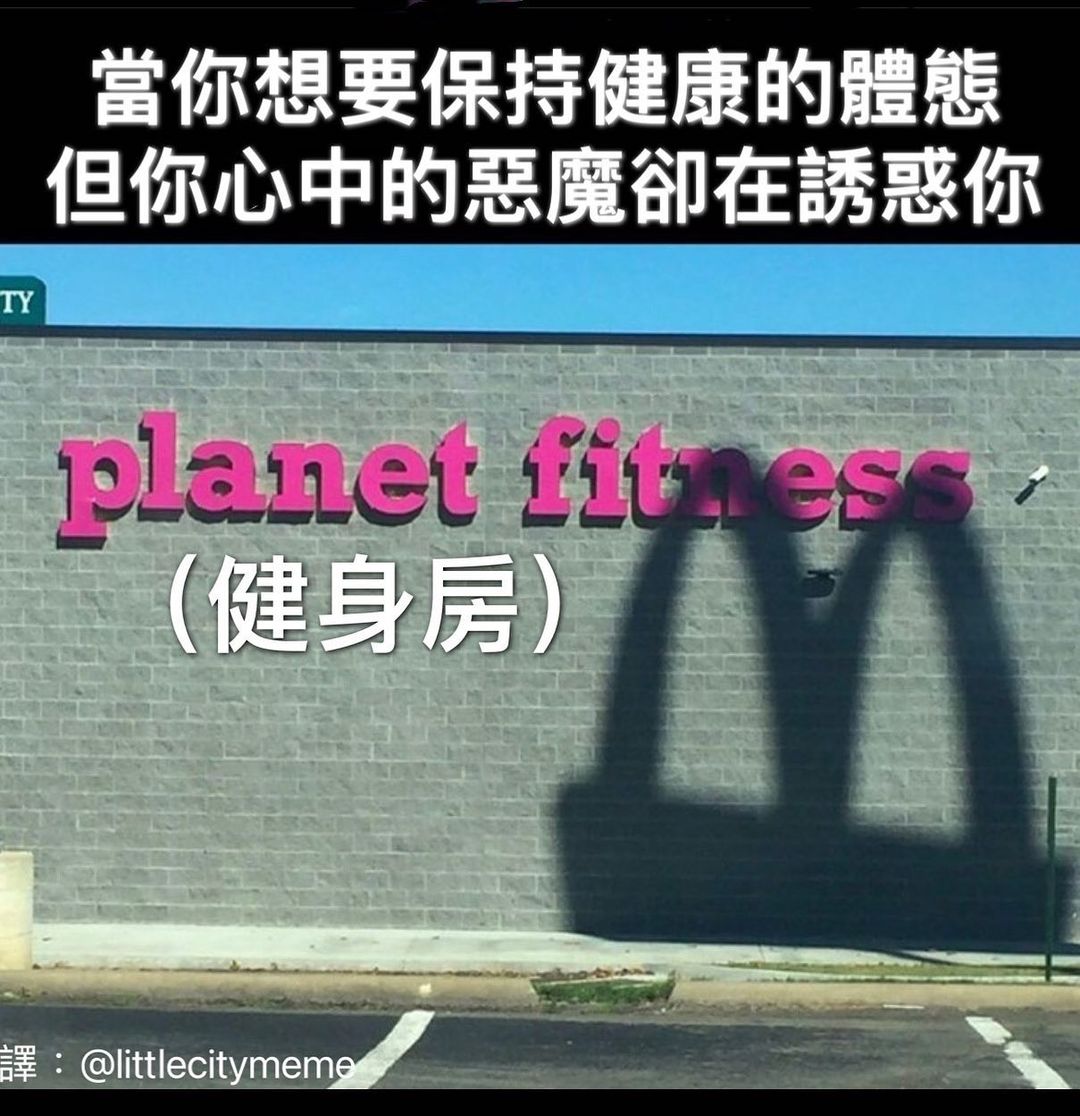 當你想要保持健康的體態
但你心中的惡魔卻在誘惑你
TY
planet fitness
（健身房）
譯：@littlecitymeme